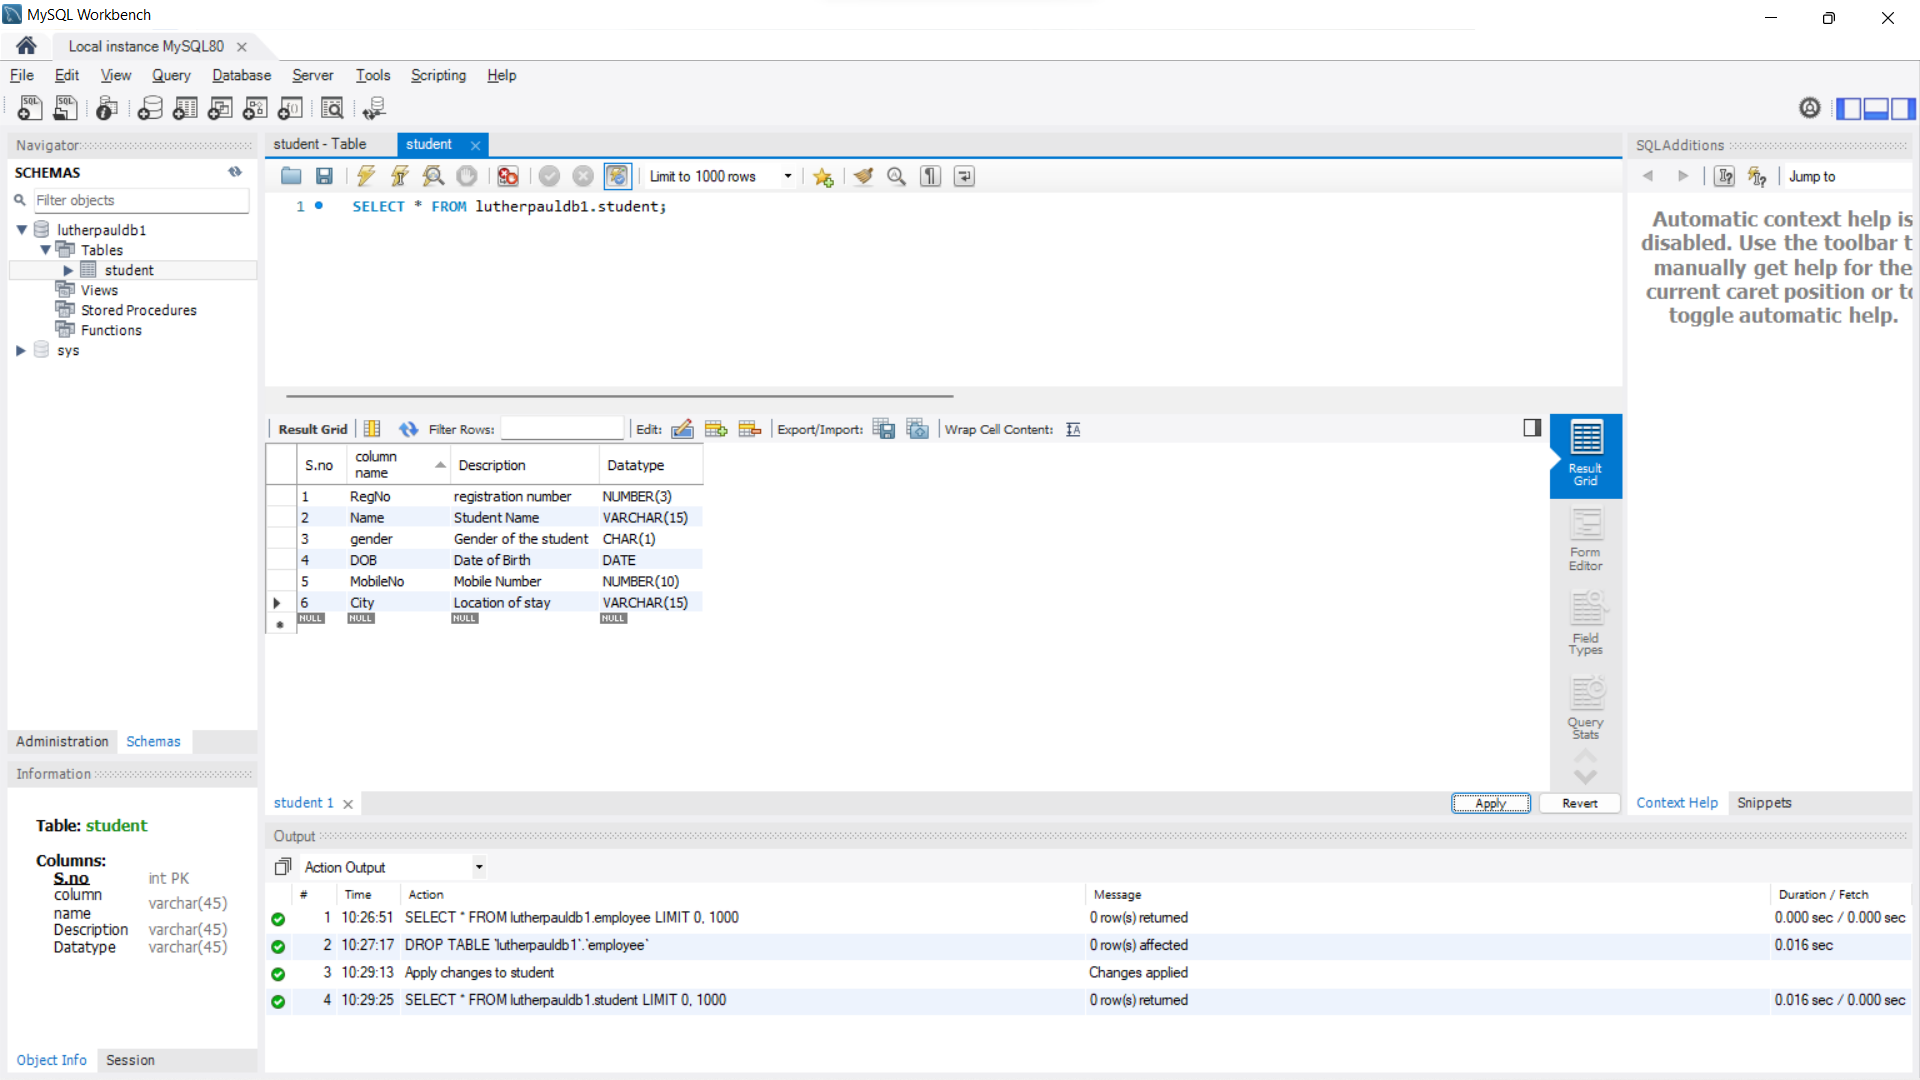 MySQL Workbench
Local instance MySQL80
File Edit View Query Database Server Tools Scripting Help
Navigator
SCHEMAS
Filter objects
lutherpauldb1
Tables
student
Views
Stored Procedures
Functions
sys
Administration Schemas
Information
Table: student
Columns:
S.no int PK
column name varchar(45)
Description varchar(45)
Datatype varchar(45)
Object Info Session
student - Table student
Limit to 1000 rows
1 SELECT * FROM lutherpauldb1.student;
Result Grid Filter Rows: Edit: Export/Import: Wrap Cell Content:
S.no column name Description Datatype
1 RegNo registration number NUMBER(3)
2 Name Student Name VARCHAR(15)
3 gender Gender of the student CHAR(1)
4 DOB Date of Birth DATE
5 MobileNo Mobile Number NUMBER(10)
6 City Location of stay VARCHAR(15)
NULL NULL NULL NULL
Result Grid
Form Editor
Field Types
Query Stats
student 1 Apply Revert
SQLAdditions
Jump to
Automatic context help is
disabled. Use the toolbar t
manually get help for the
current caret position or to
toggle automatic help.
Context Help Snippets
Output
Action Output
# Time Action Message Duration / Fetch
1 10:26:51 SELECT * FROM lutherpauldb1.employee LIMIT 0, 1000 0 row(s) returned 0.000 sec / 0.000 sec
2 10:27:17 DROP TABLE `lutherpauldb1`.`employee` 0 row(s) affected 0.016 sec
3 10:29:13 Apply changes to student Changes applied
4 10:29:25 SELECT * FROM lutherpauldb1.student LIMIT 0, 1000 0 row(s) returned 0.016 sec / 0.000 sec